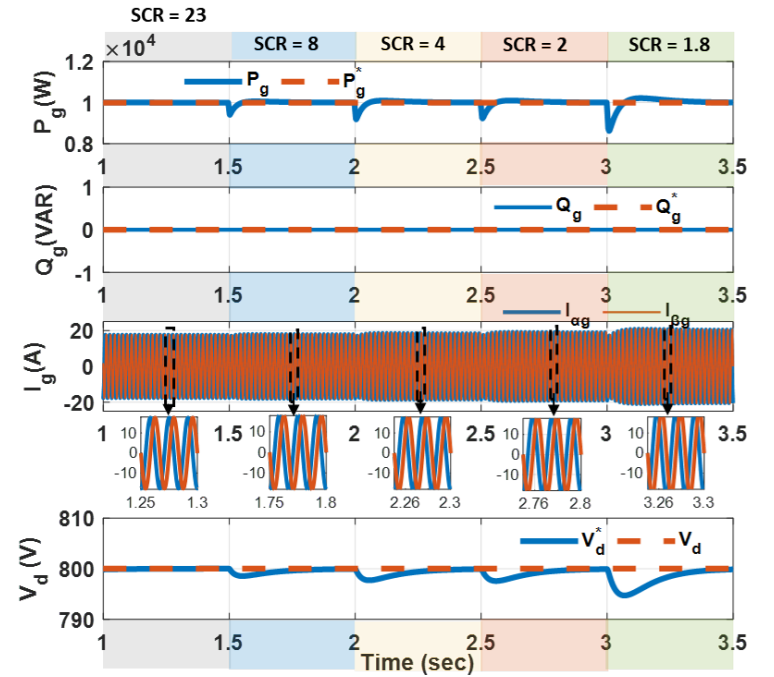 SCR = 23
SCR = 8 SCR = 4 SCR = 2 SCR = 1.8
×10⁴
P_g(W)
1.2
1
0.8
P_g P_g^*
1 1.5 2 2.5 3 3.5
Q_g(VAR)
1
0
-1
Q_g Q_g^*
1 1.5 2 2.5 3 3.5
I_g(A)
20
0
-20
I_αg I_βg
1 1.5 2 2.5 3 3.5
10 10 10 10 10
0 0 0 0 0
-10 -10 -10 -10 -10
1.25 1.3 1.75 1.8 2.26 2.3 2.76 2.8 3.26 3.3
V_d (V)
810
800
790
V_d^* V_d
1 1.5 2 2.5 3 3.5
Time (sec)